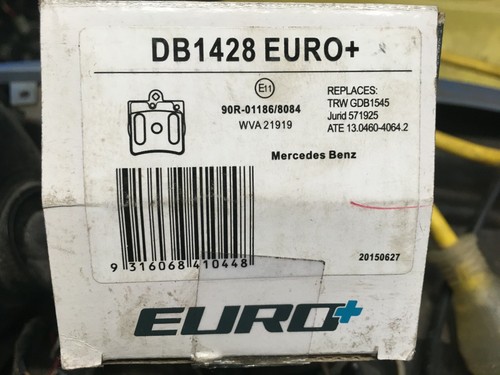 DB1428 EURO+
E11
90R-01186/8084
WVA 21919
REPLACES:
TRW GDB1545
Jurid 571925
ATE 13.0460-4064.2
Mercedes Benz
9 316068 410448
20150627
EURO+